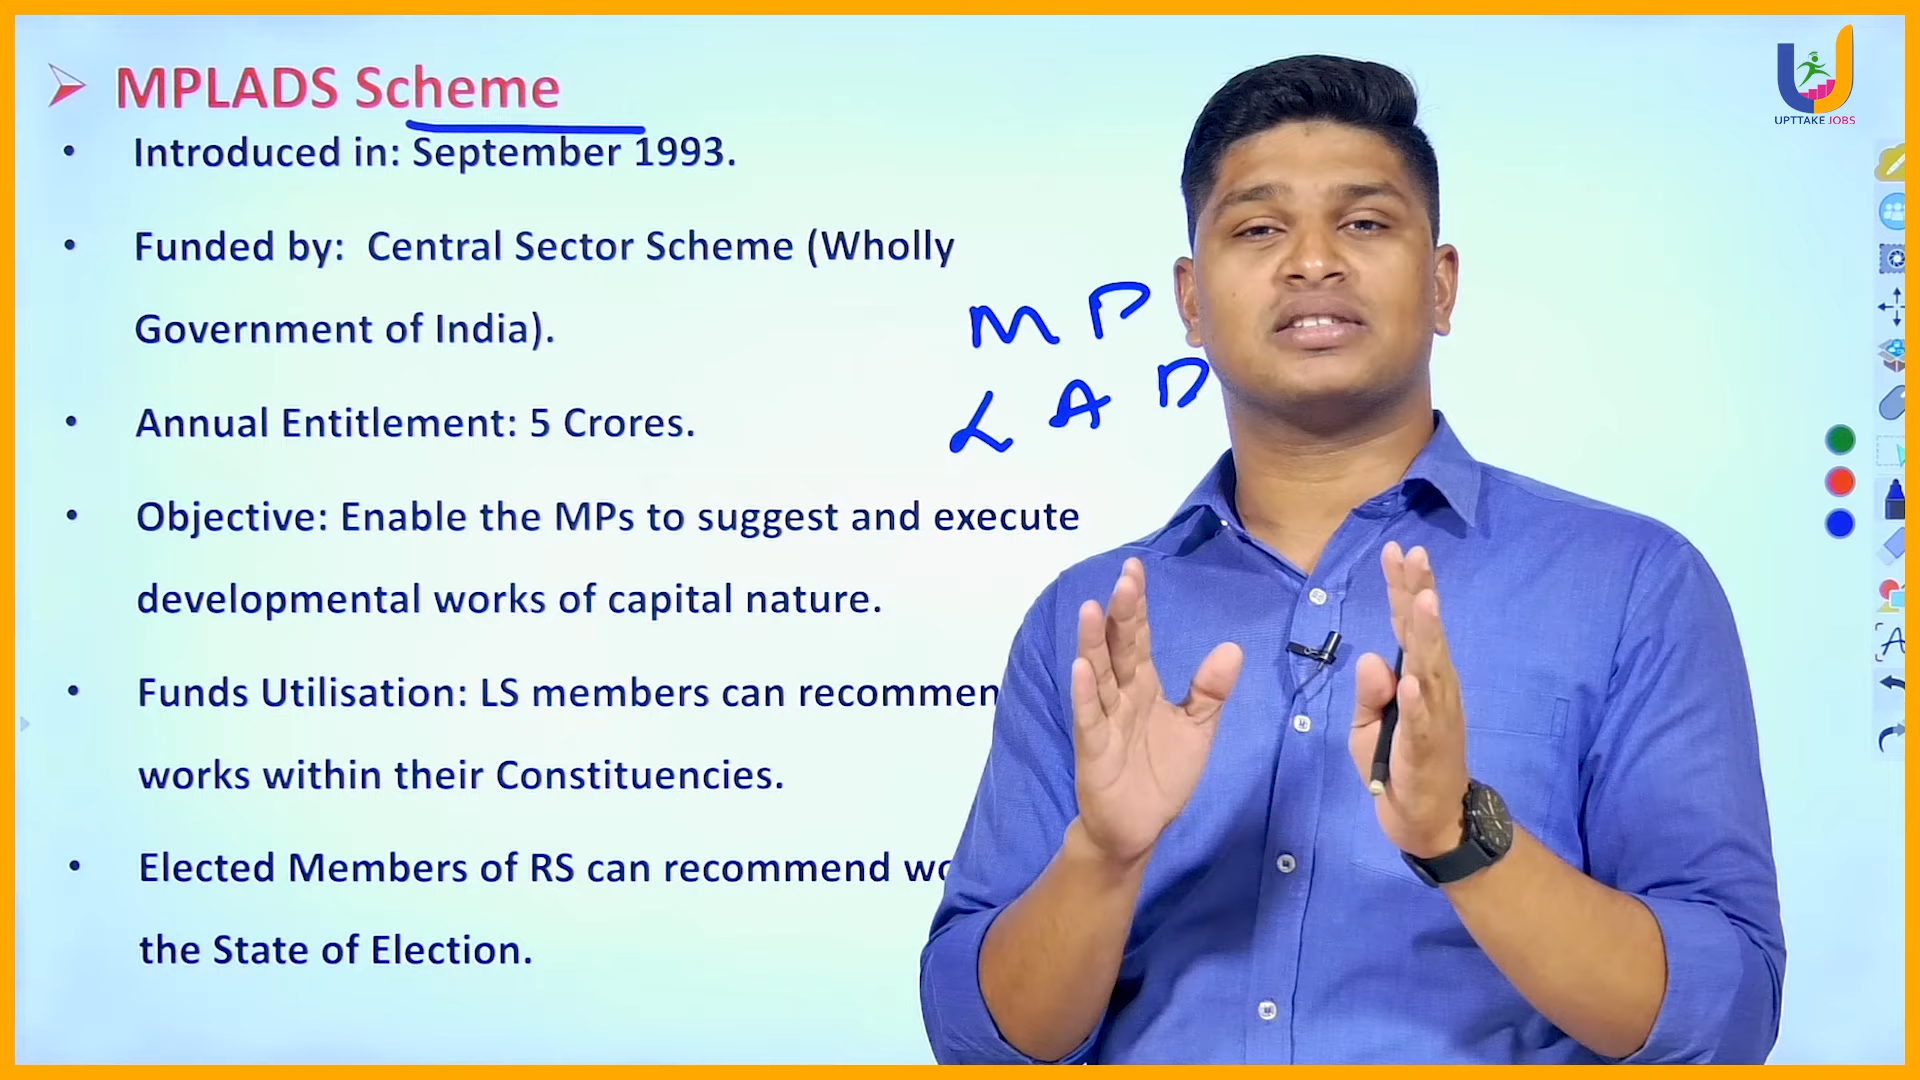 MPLADS Scheme
Introduced in: September 1993.
Funded by: Central Sector Scheme (Wholly
Government of India).
Annual Entitlement: 5 Crores.
Objective: Enable the MPs to suggest and execute
developmental works of capital nature.
Funds Utilisation: LS members can recommen
works within their Constituencies.
Elected Members of RS can recommend wo
the State of Election.
M P
L A D
UPTTAKE JOBS
A